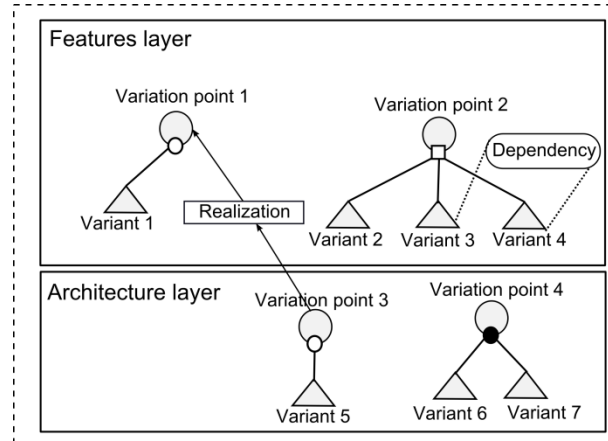 Features layer
Variation point 1
Variation point 2
Dependency
Variant 1
Realization
Variant 2
Variant 3
Variant 4
Architecture layer
Variation point 3
Variation point 4
Variant 5
Variant 6
Variant 7